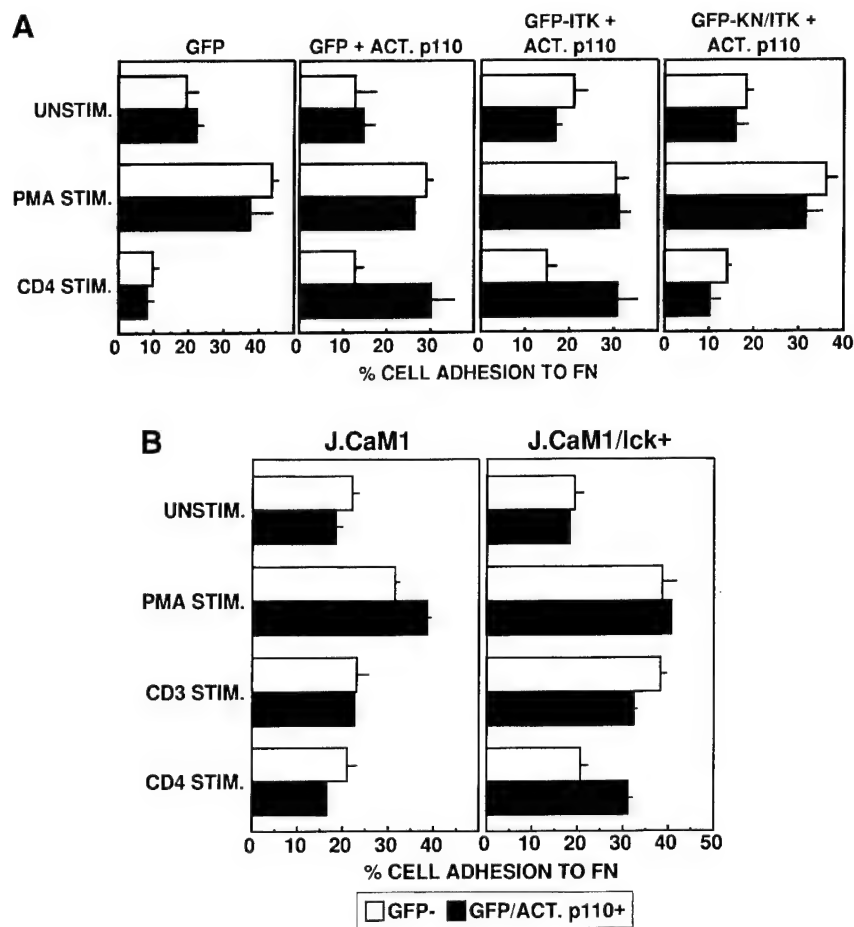 A
GFP
GFP + ACT. p110
GFP-ITK +
ACT. p110
GFP-KN/ITK +
ACT. p110
UNSTIM.
PMA STIM.
CD4 STIM.
0 10 20 30 40
0 10 20 30 40
0 10 20 30
0 10 20 30 40
% CELL ADHESION TO FN
B
J.CaM1
J.CaM1/lck+
UNSTIM.
PMA STIM.
CD3 STIM.
CD4 STIM.
0 10 20 30 40
0 10 20 30 40 50
% CELL ADHESION TO FN
GFP- GFP/ACT. p110+